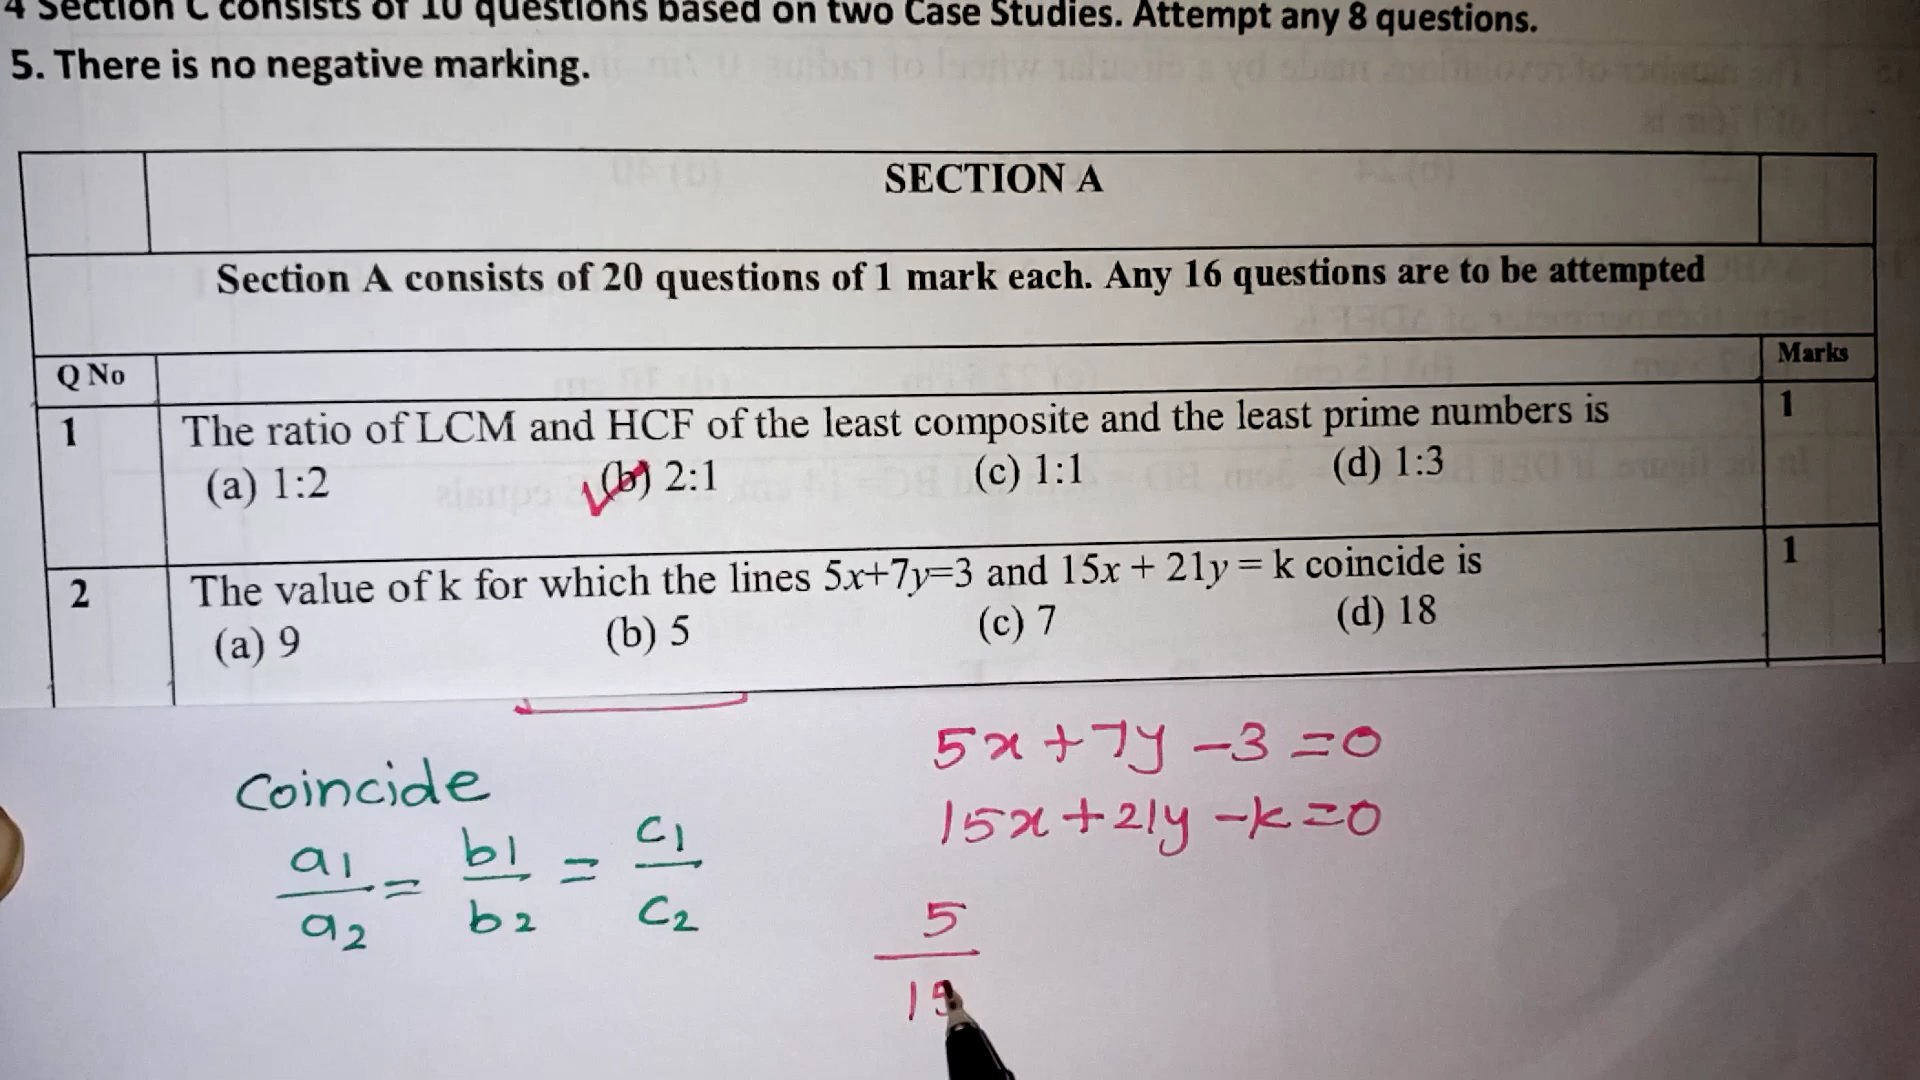 4 Section C consists of 10 questions based on two Case Studies. Attempt any 8 questions.
5. There is no negative marking.
SECTION A
Section A consists of 20 questions of 1 mark each. Any 16 questions are to be attempted
Q No Marks
1 The ratio of LCM and HCF of the least composite and the least prime numbers is 1
(a) 1:2 (b) 2:1 (c) 1:1 (d) 1:3
2 The value of k for which the lines 5x+7y=3 and 15x + 21y = k coincide is 1
(a) 9 (b) 5 (c) 7 (d) 18
5x + 7y - 3 = 0
Coincide
15x + 21y - k = 0
a1/a2 = b1/b2 = c1/c2
5/15